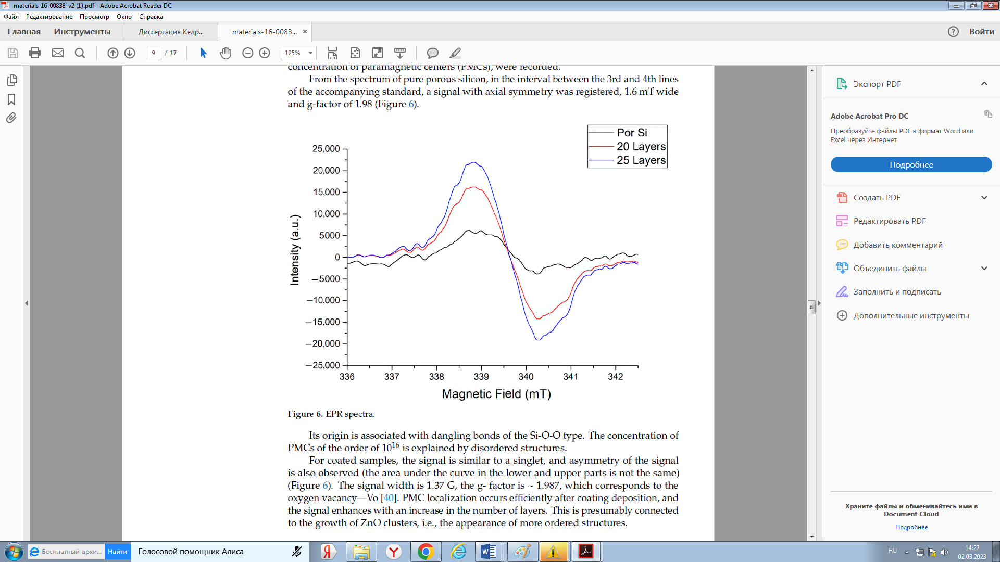 materials-16-00838-v2 (1).pdf - Adobe Acrobat Reader DC
Файл Редактирование Просмотр Окно Справка
Главная Инструменты Диссертация Кедр... materials-16-0083... × ? Войти
9 / 17 125%
concentration of paramagnetic centers (PMCs), were recorded.
From the spectrum of pure porous silicon, in the interval between the 3rd and 4th lines
of the accompanying standard, a signal with axial symmetry was registered, 1.6 mT wide
and g-factor of 1.98 (Figure 6).
Por Si
20 Layers
25 Layers
25,000
20,000
15,000
10,000
5000
0
−5000
−10,000
−15,000
−20,000
−25,000
Intensity (a.u.)
336 337 338 339 340 341 342
Magnetic Field (mT)
Figure 6. EPR spectra.
Its origin is associated with dangling bonds of the Si-O-O type. The concentration of
PMCs of the order of 10^16 is explained by disordered structures.
For coated samples, the signal is similar to a singlet, and asymmetry of the signal
is also observed (the area under the curve in the lower and upper parts is not the same)
(Figure 6). The signal width is 1.37 G, the g- factor is ~ 1.987, which corresponds to the
oxygen vacancy—Vo [40]. PMC localization occurs efficiently after coating deposition, and
the signal enhances with an increase in the number of layers. This is presumably connected
to the growth of ZnO clusters, i.e., the appearance of more ordered structures.
Экспорт PDF
Adobe Acrobat Pro DC
Преобразуйте файлы PDF в формат Word или
Excel через Интернет
Подробнее
Создать PDF
Редактировать PDF
Добавить комментарий
Объединить файлы
Заполнить и подписать
Дополнительные инструменты
Храните файлы и обменивайтесь ими в
Document Cloud
Подробнее
Бесплатный архи... Найти Голосовой помощник Алиса
RU 14:27
02.03.2023